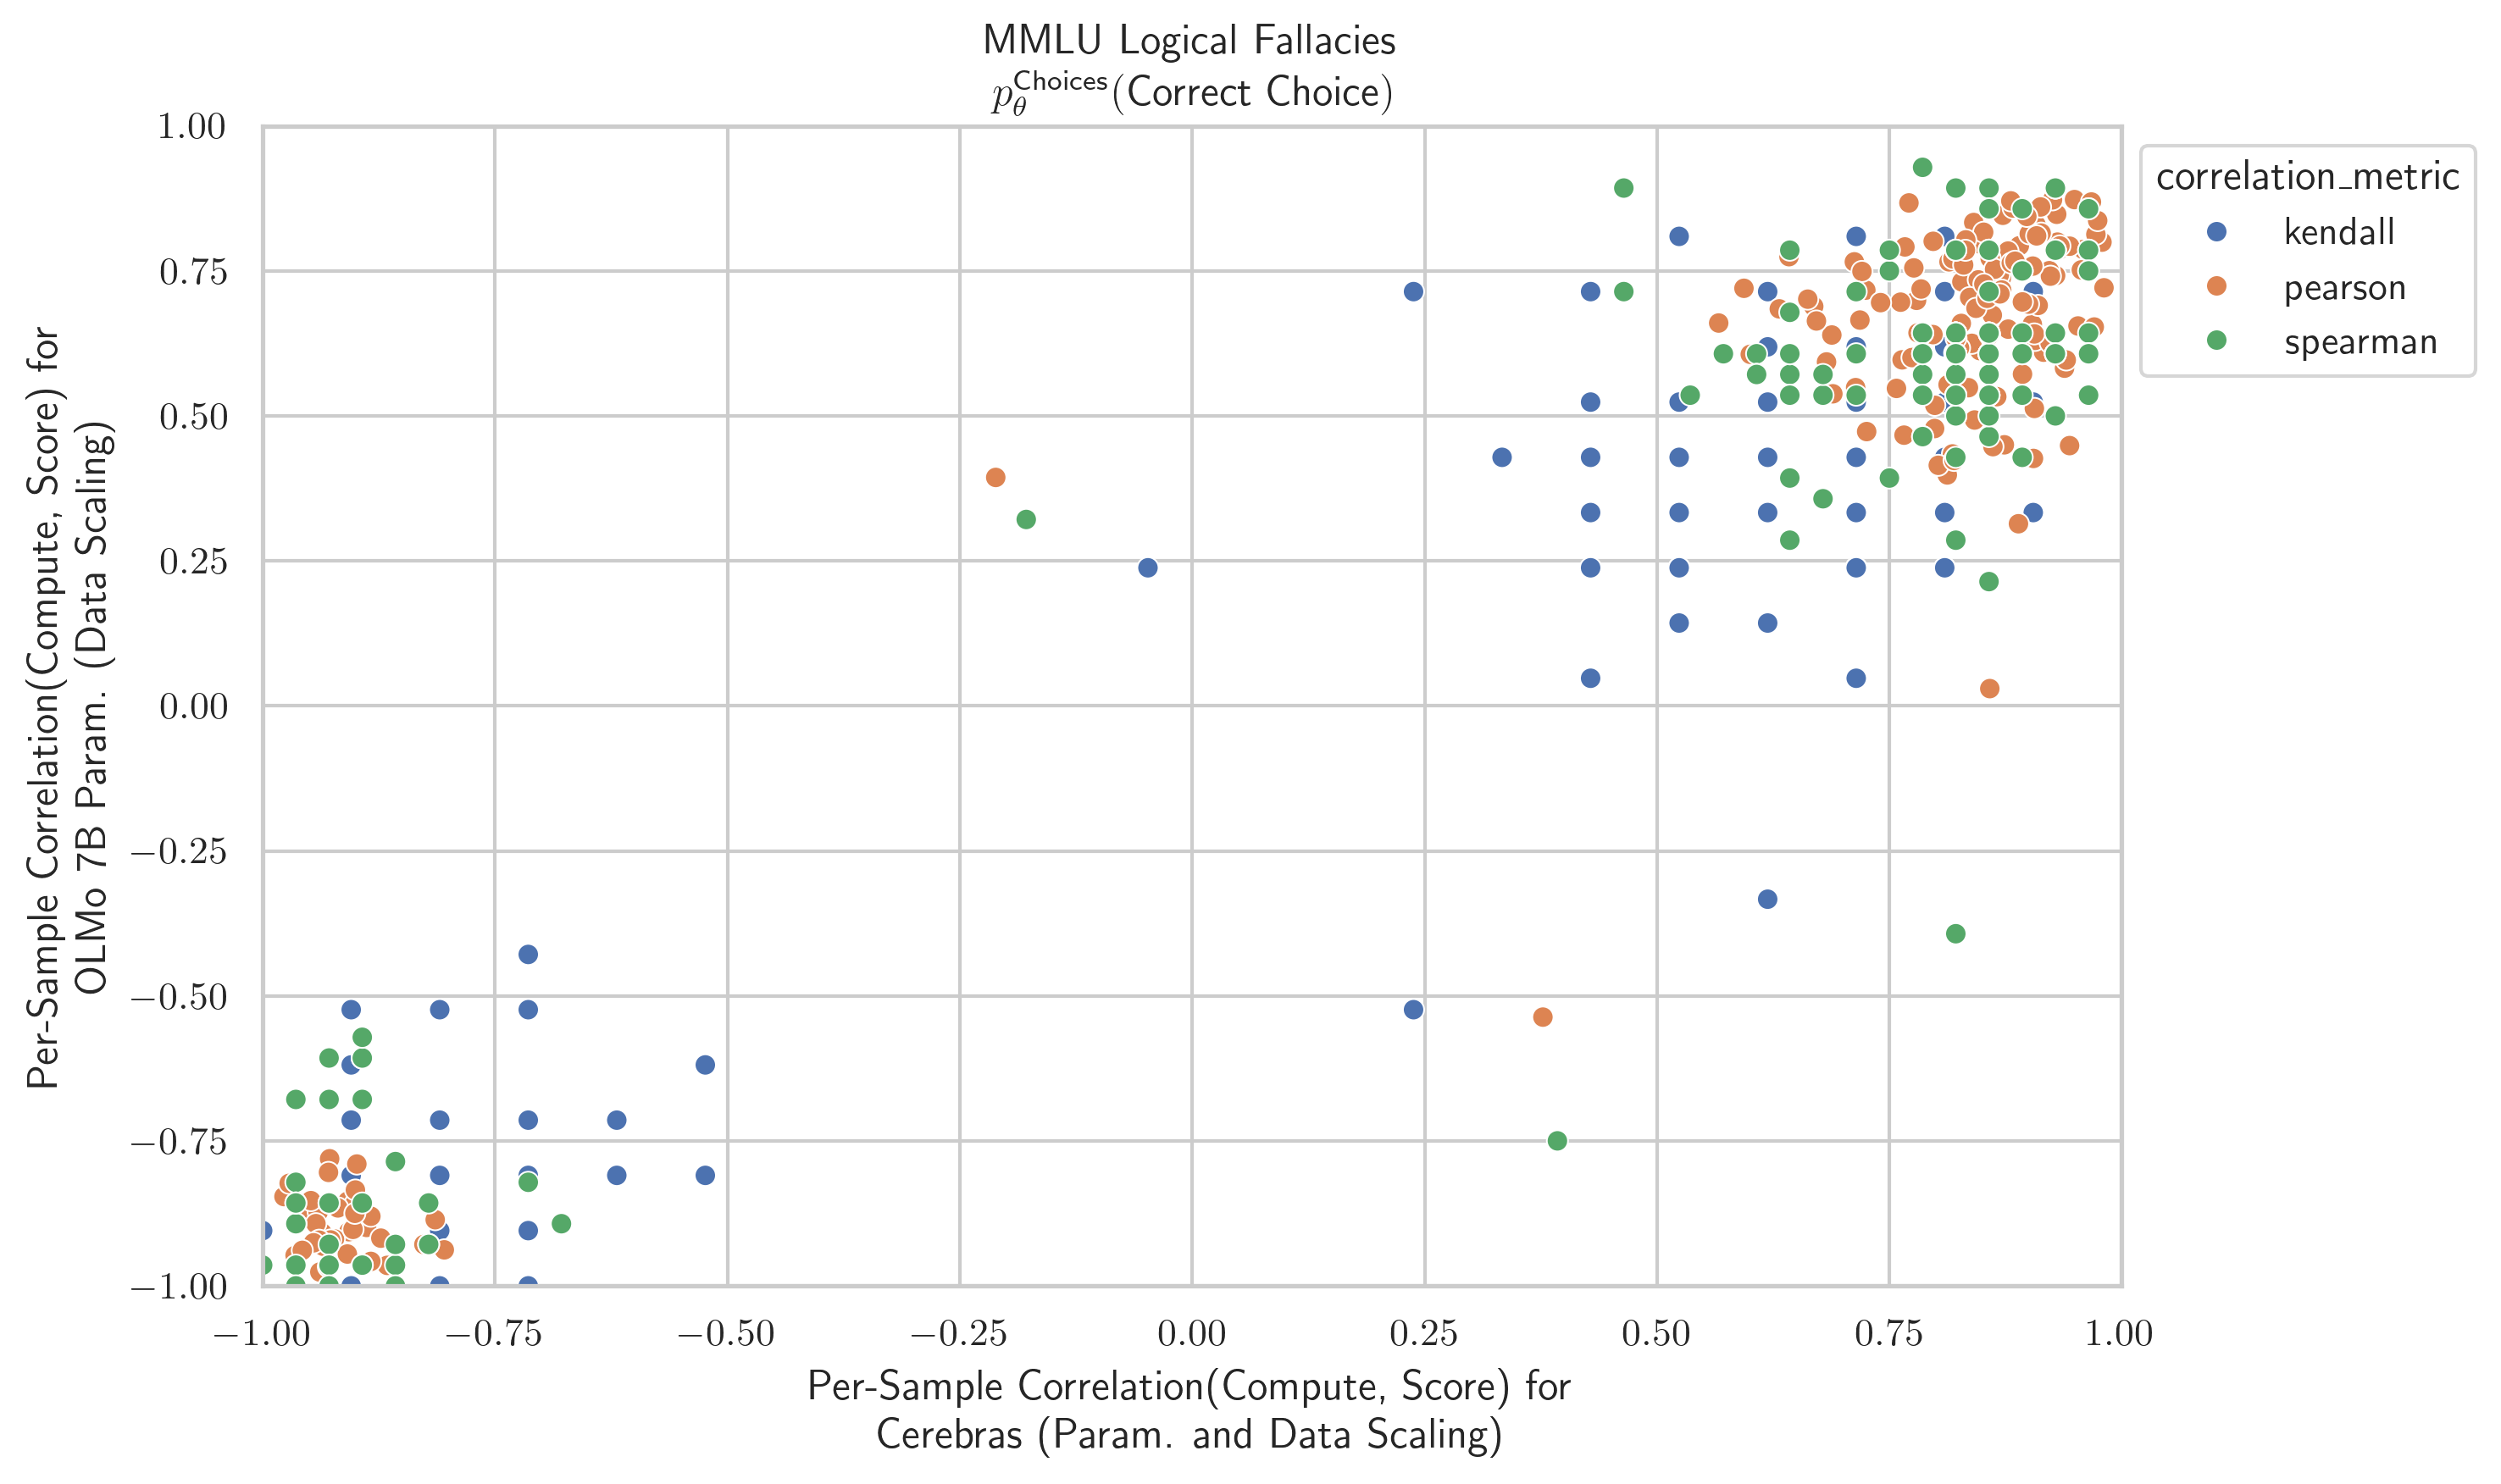 MMLU Logical Fallacies
p_θ^Choices(Correct Choice)
1.00
0.75
0.50
0.25
0.00
−0.25
−0.50
−0.75
−1.00
Per-Sample Correlation(Compute, Score) for
OLMo 7B Param. (Data Scaling)
correlation_metric
kendall
pearson
spearman
−1.00 −0.75 −0.50 −0.25 0.00 0.25 0.50 0.75 1.00
Per-Sample Correlation(Compute, Score) for
Cerebras (Param. and Data Scaling)